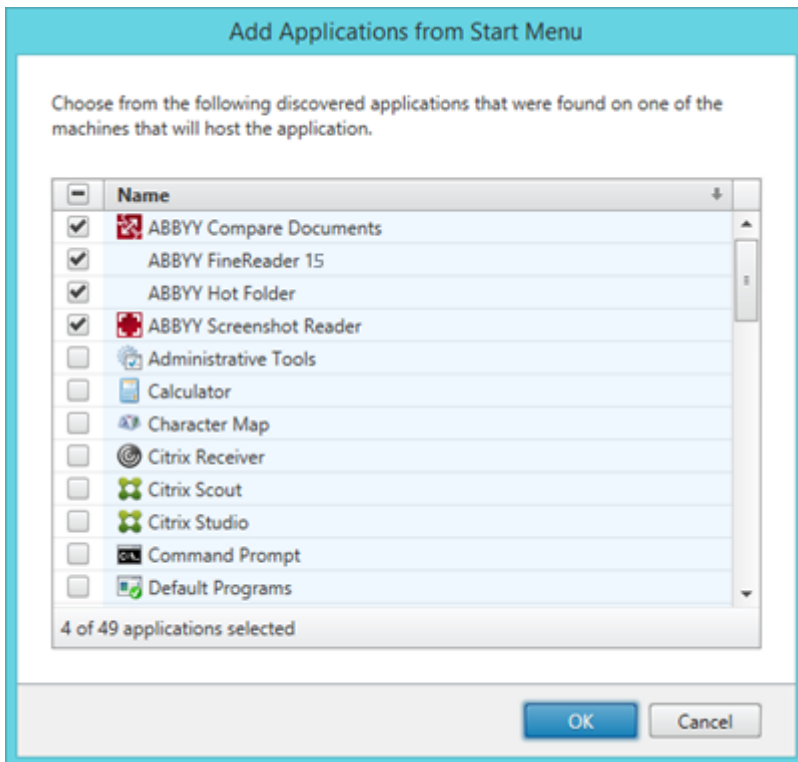 Add Applications from Start Menu
Choose from the following discovered applications that were found on one of the
machines that will host the application.
Name
ABBYY Compare Documents
ABBYY FineReader 15
ABBYY Hot Folder
ABBYY Screenshot Reader
Administrative Tools
Calculator
Character Map
Citrix Receiver
Citrix Scout
Citrix Studio
Command Prompt
Default Programs
4 of 49 applications selected
OK
Cancel